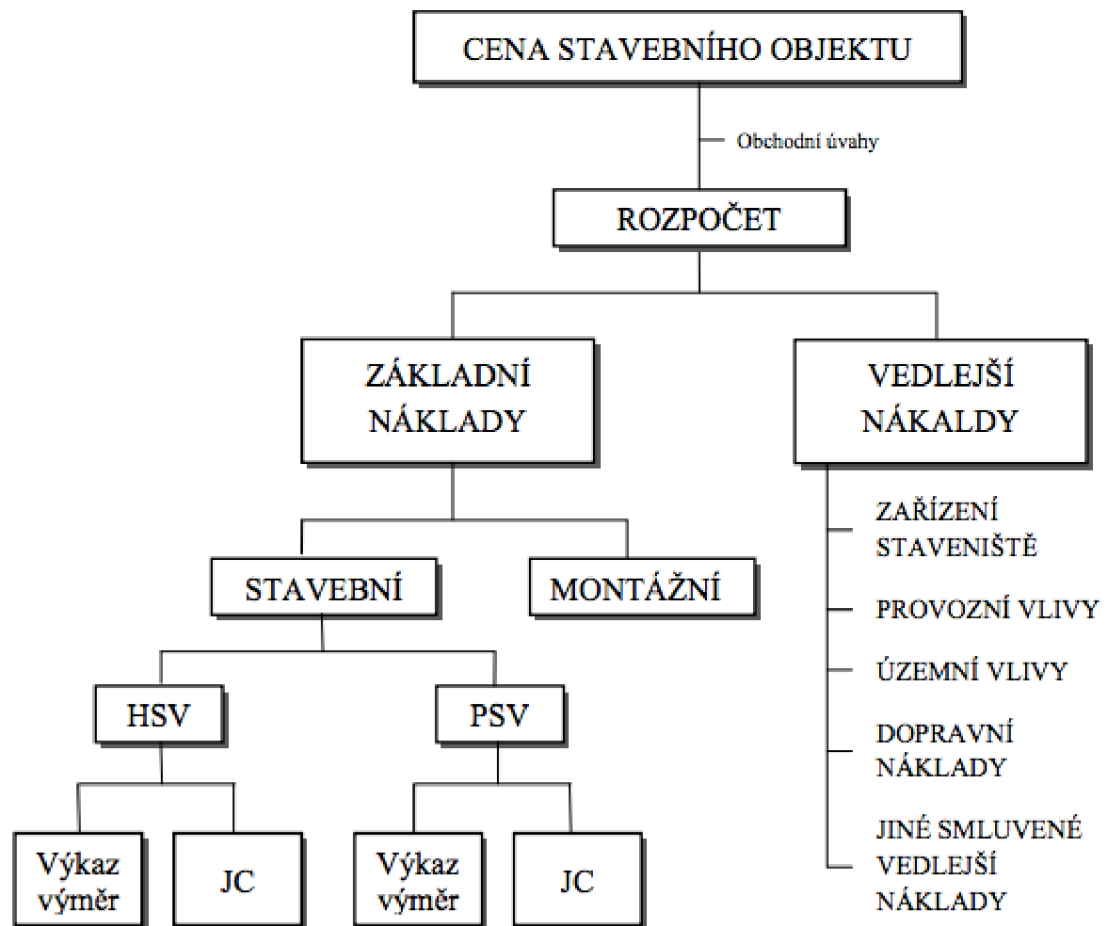 CENA STAVEBNÍHO OBJEKTU
Obchodní úvahy
ROZPOČET
ZÁKLADNÍ
NÁKLADY
VEDLEJŠÍ
NÁKALDY
STAVEBNÍ
MONTÁŽNÍ
HSV
PSV
Výkaz
výměr
JC
Výkaz
výměr
JC
ZAŘÍZENÍ
STAVENIŠTĚ
PROVOZNÍ VLIVY
ÚZEMNÍ VLIVY
DOPRAVNÍ
NÁKLADY
JINÉ SMLUVENÉ
VEDLEJŠÍ
NÁKLADY